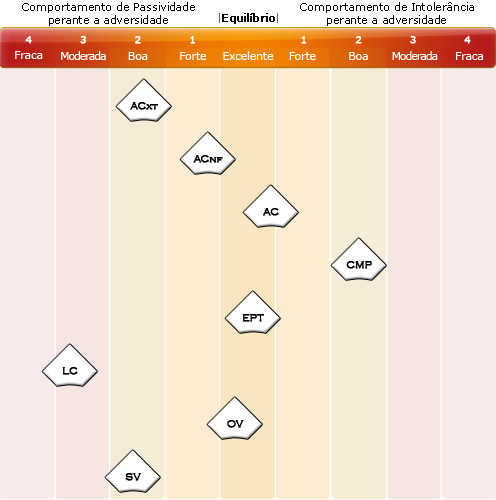 Comportamento de Passividade
perante a adversidade
|Equilíbrio|
Comportamento de Intolerância
perante a adversidade
4 3 2 1 1 2 3 4
Fraca Moderada Boa Forte Excelente Forte Boa Moderada Fraca
ACXT
ACNF
AC
CMP
EPT
LC
OV
SV